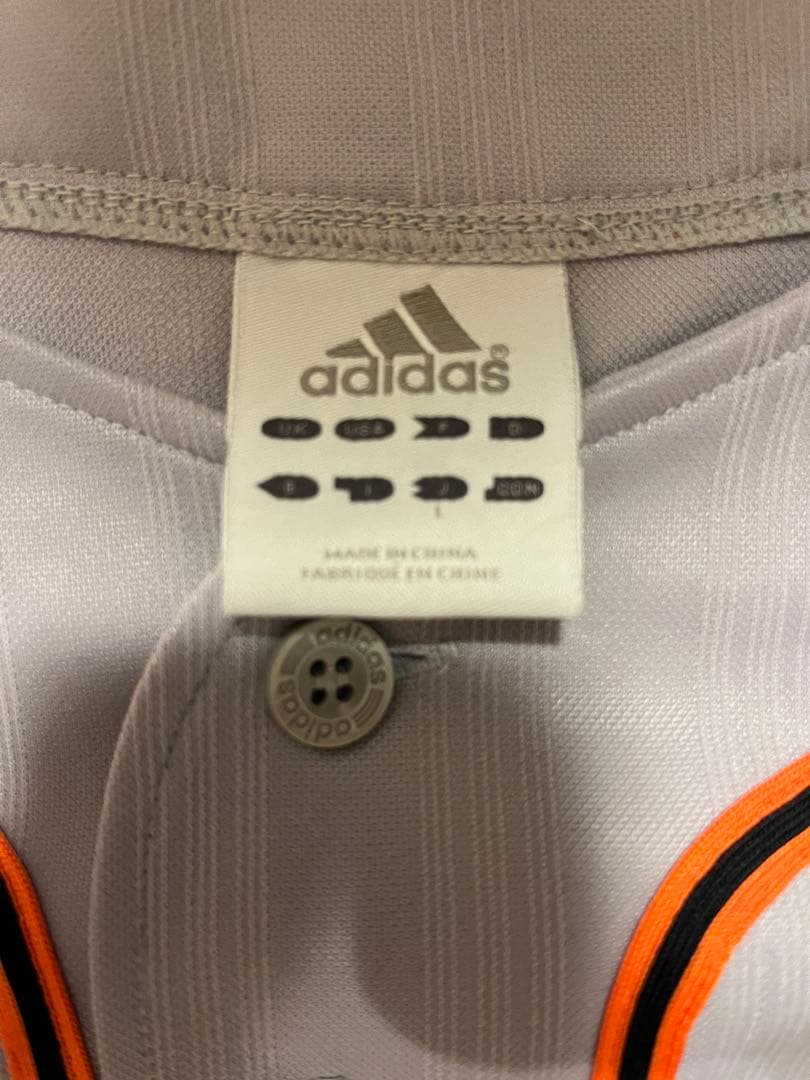 adidas®
UK USA F D
E I J CON
L
MADE IN CHINA
FABRIQUÉ EN CHINE
adidas
adidas